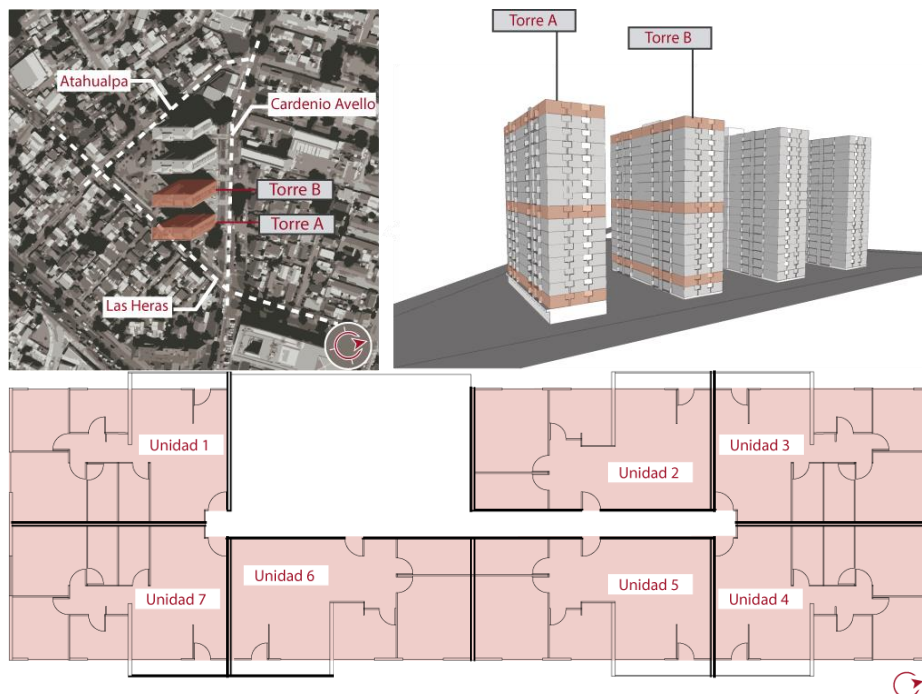 Atahualpa
Cardenio Avello
Torre B
Torre A
Las Heras
Torre A
Torre B
Unidad 1
Unidad 2
Unidad 3
Unidad 7
Unidad 6
Unidad 5
Unidad 4